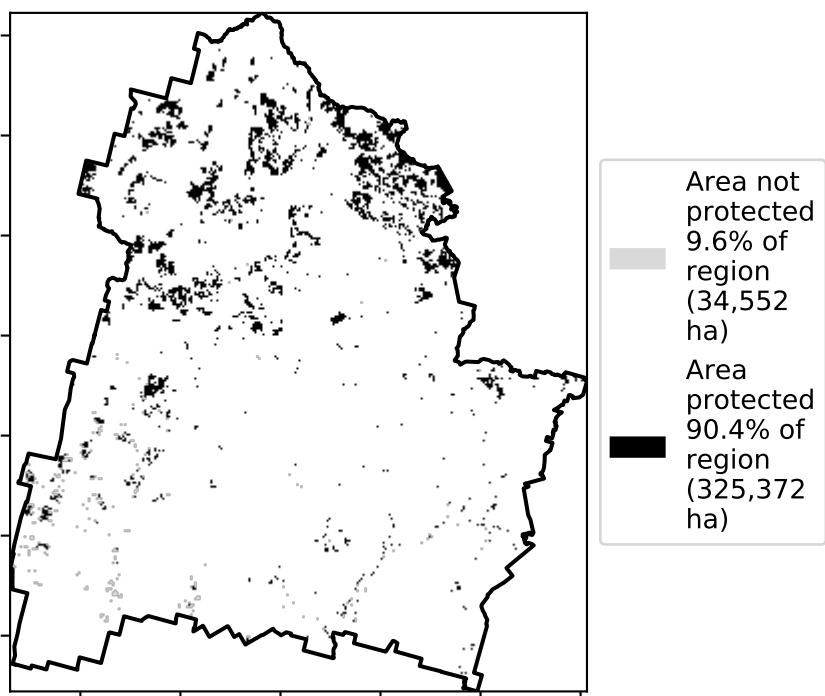 Area not
protected
9.6% of
region
(34,552
ha)
Area
protected
90.4% of
region
(325,372
ha)